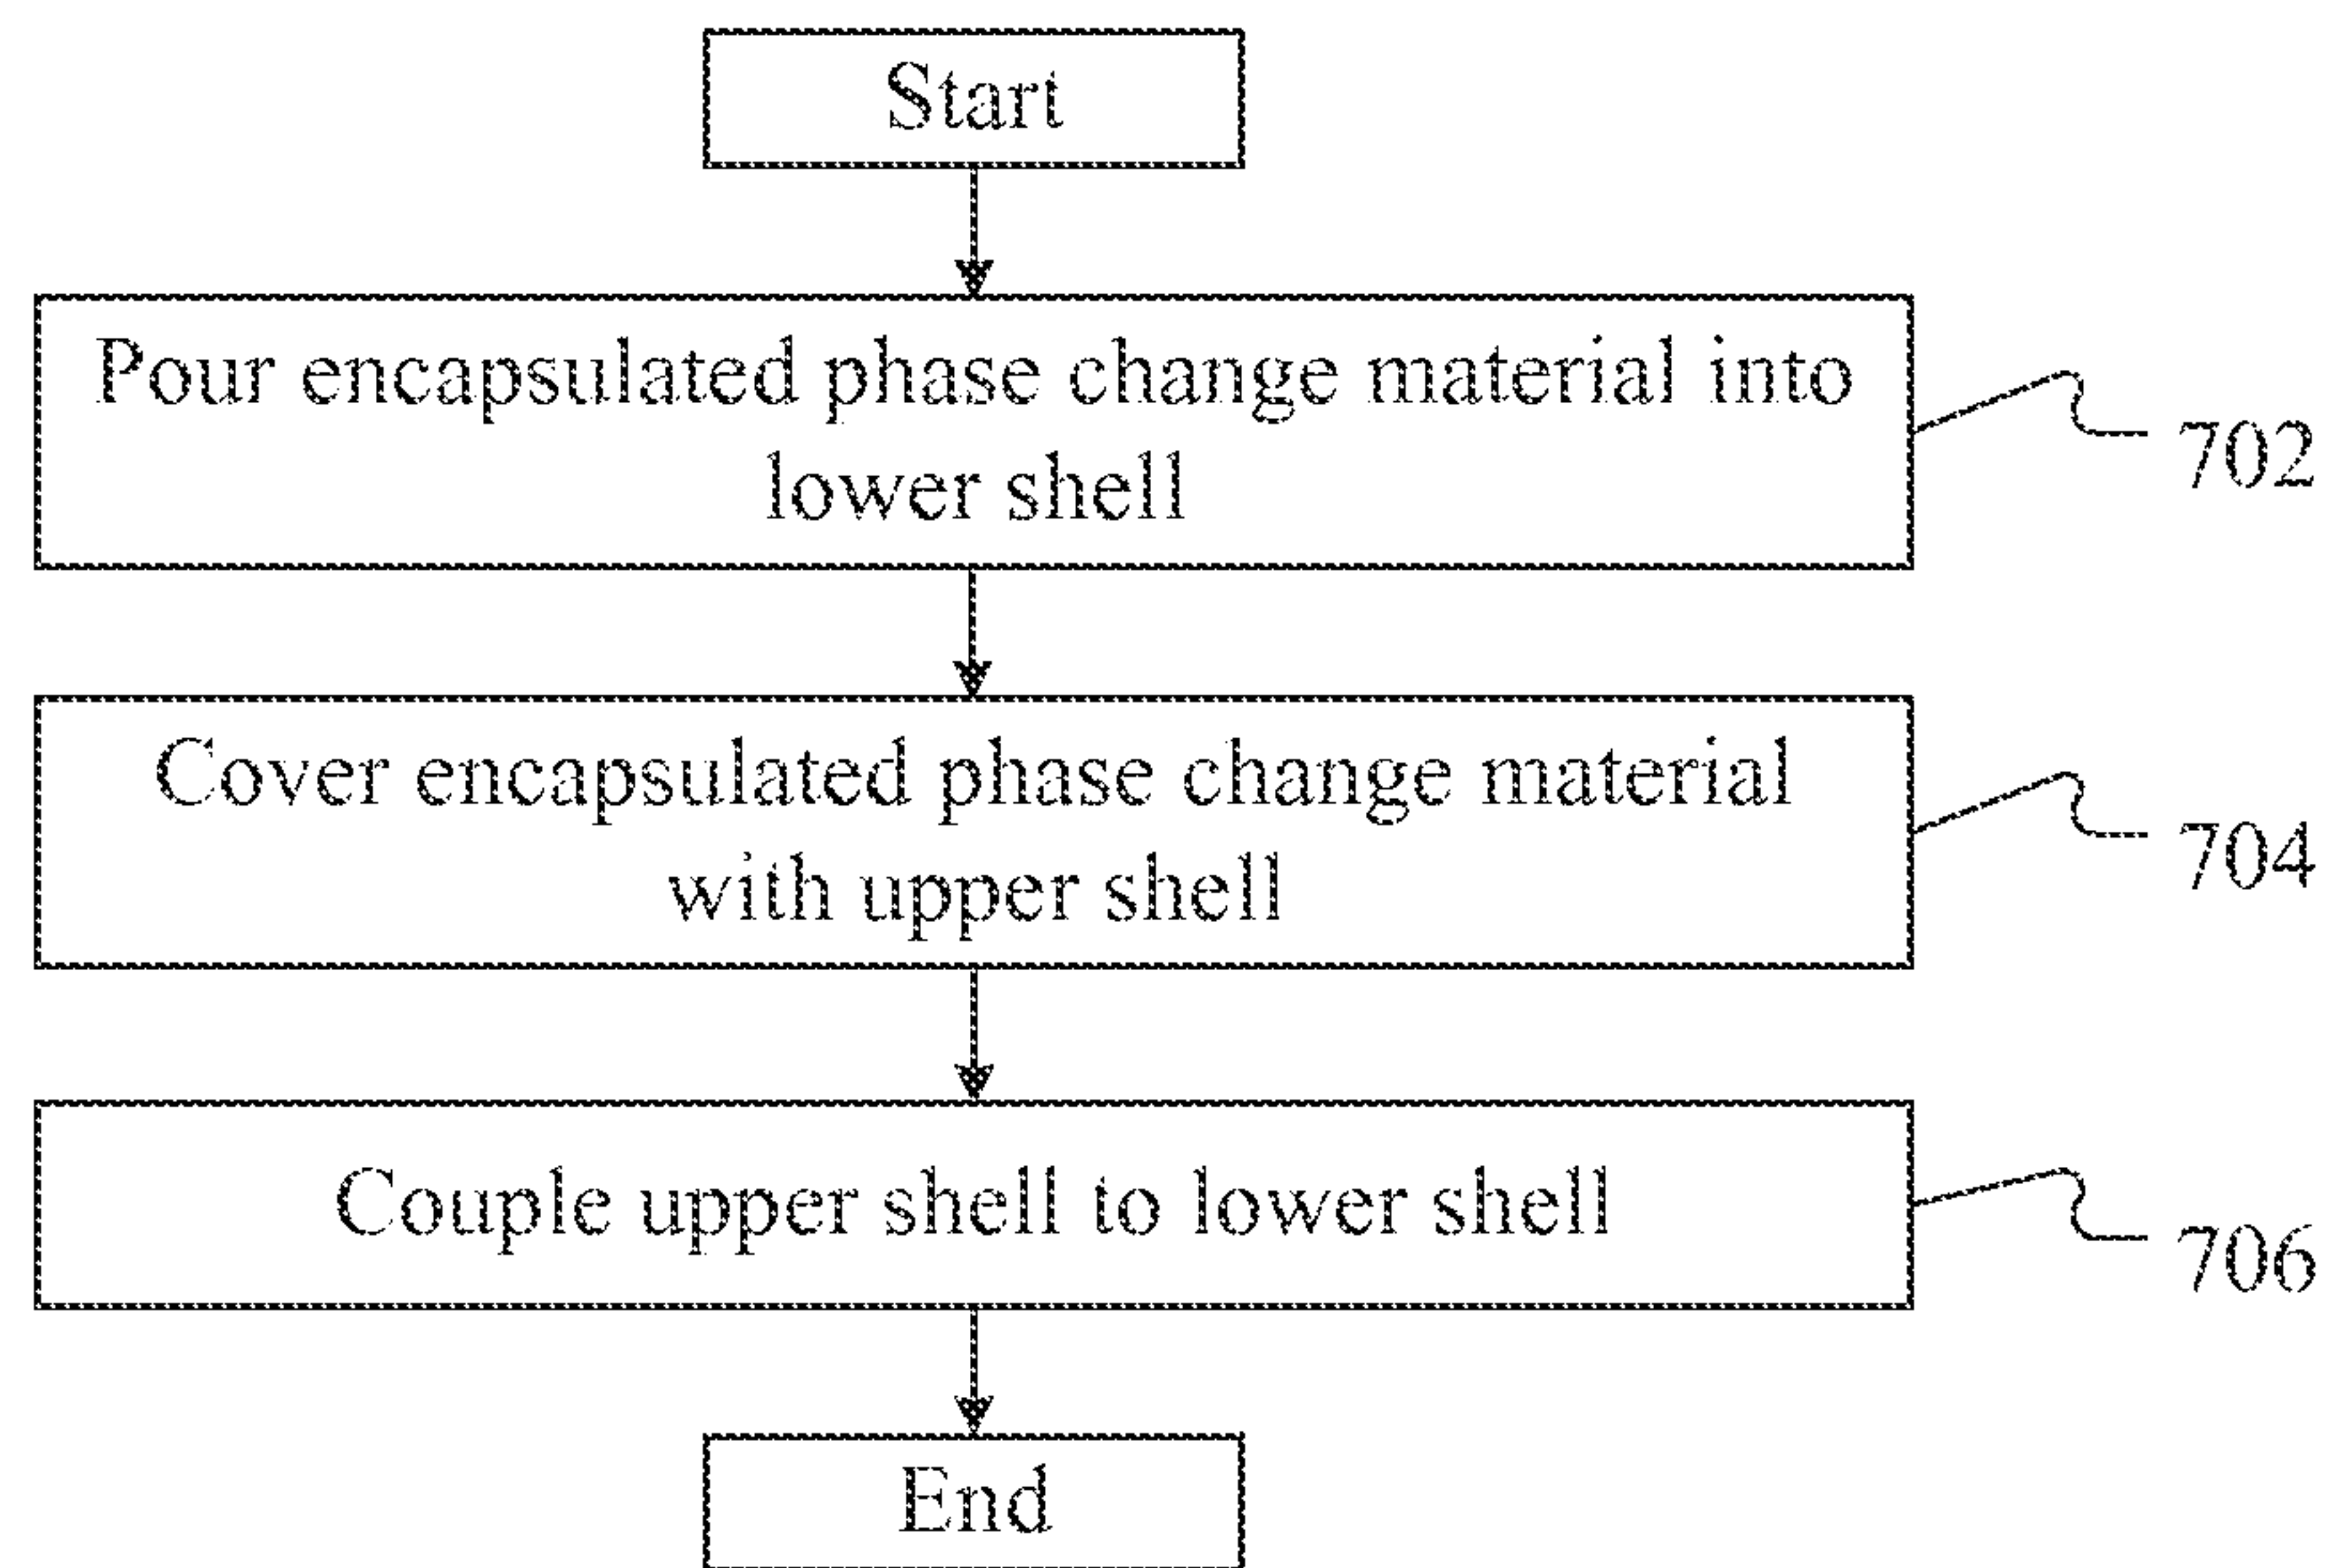 Start
Pour encapsulated phase change material into
lower shell
702
Cover encapsulated phase change material
with upper shell
704
Couple upper shell to lower shell
706
End